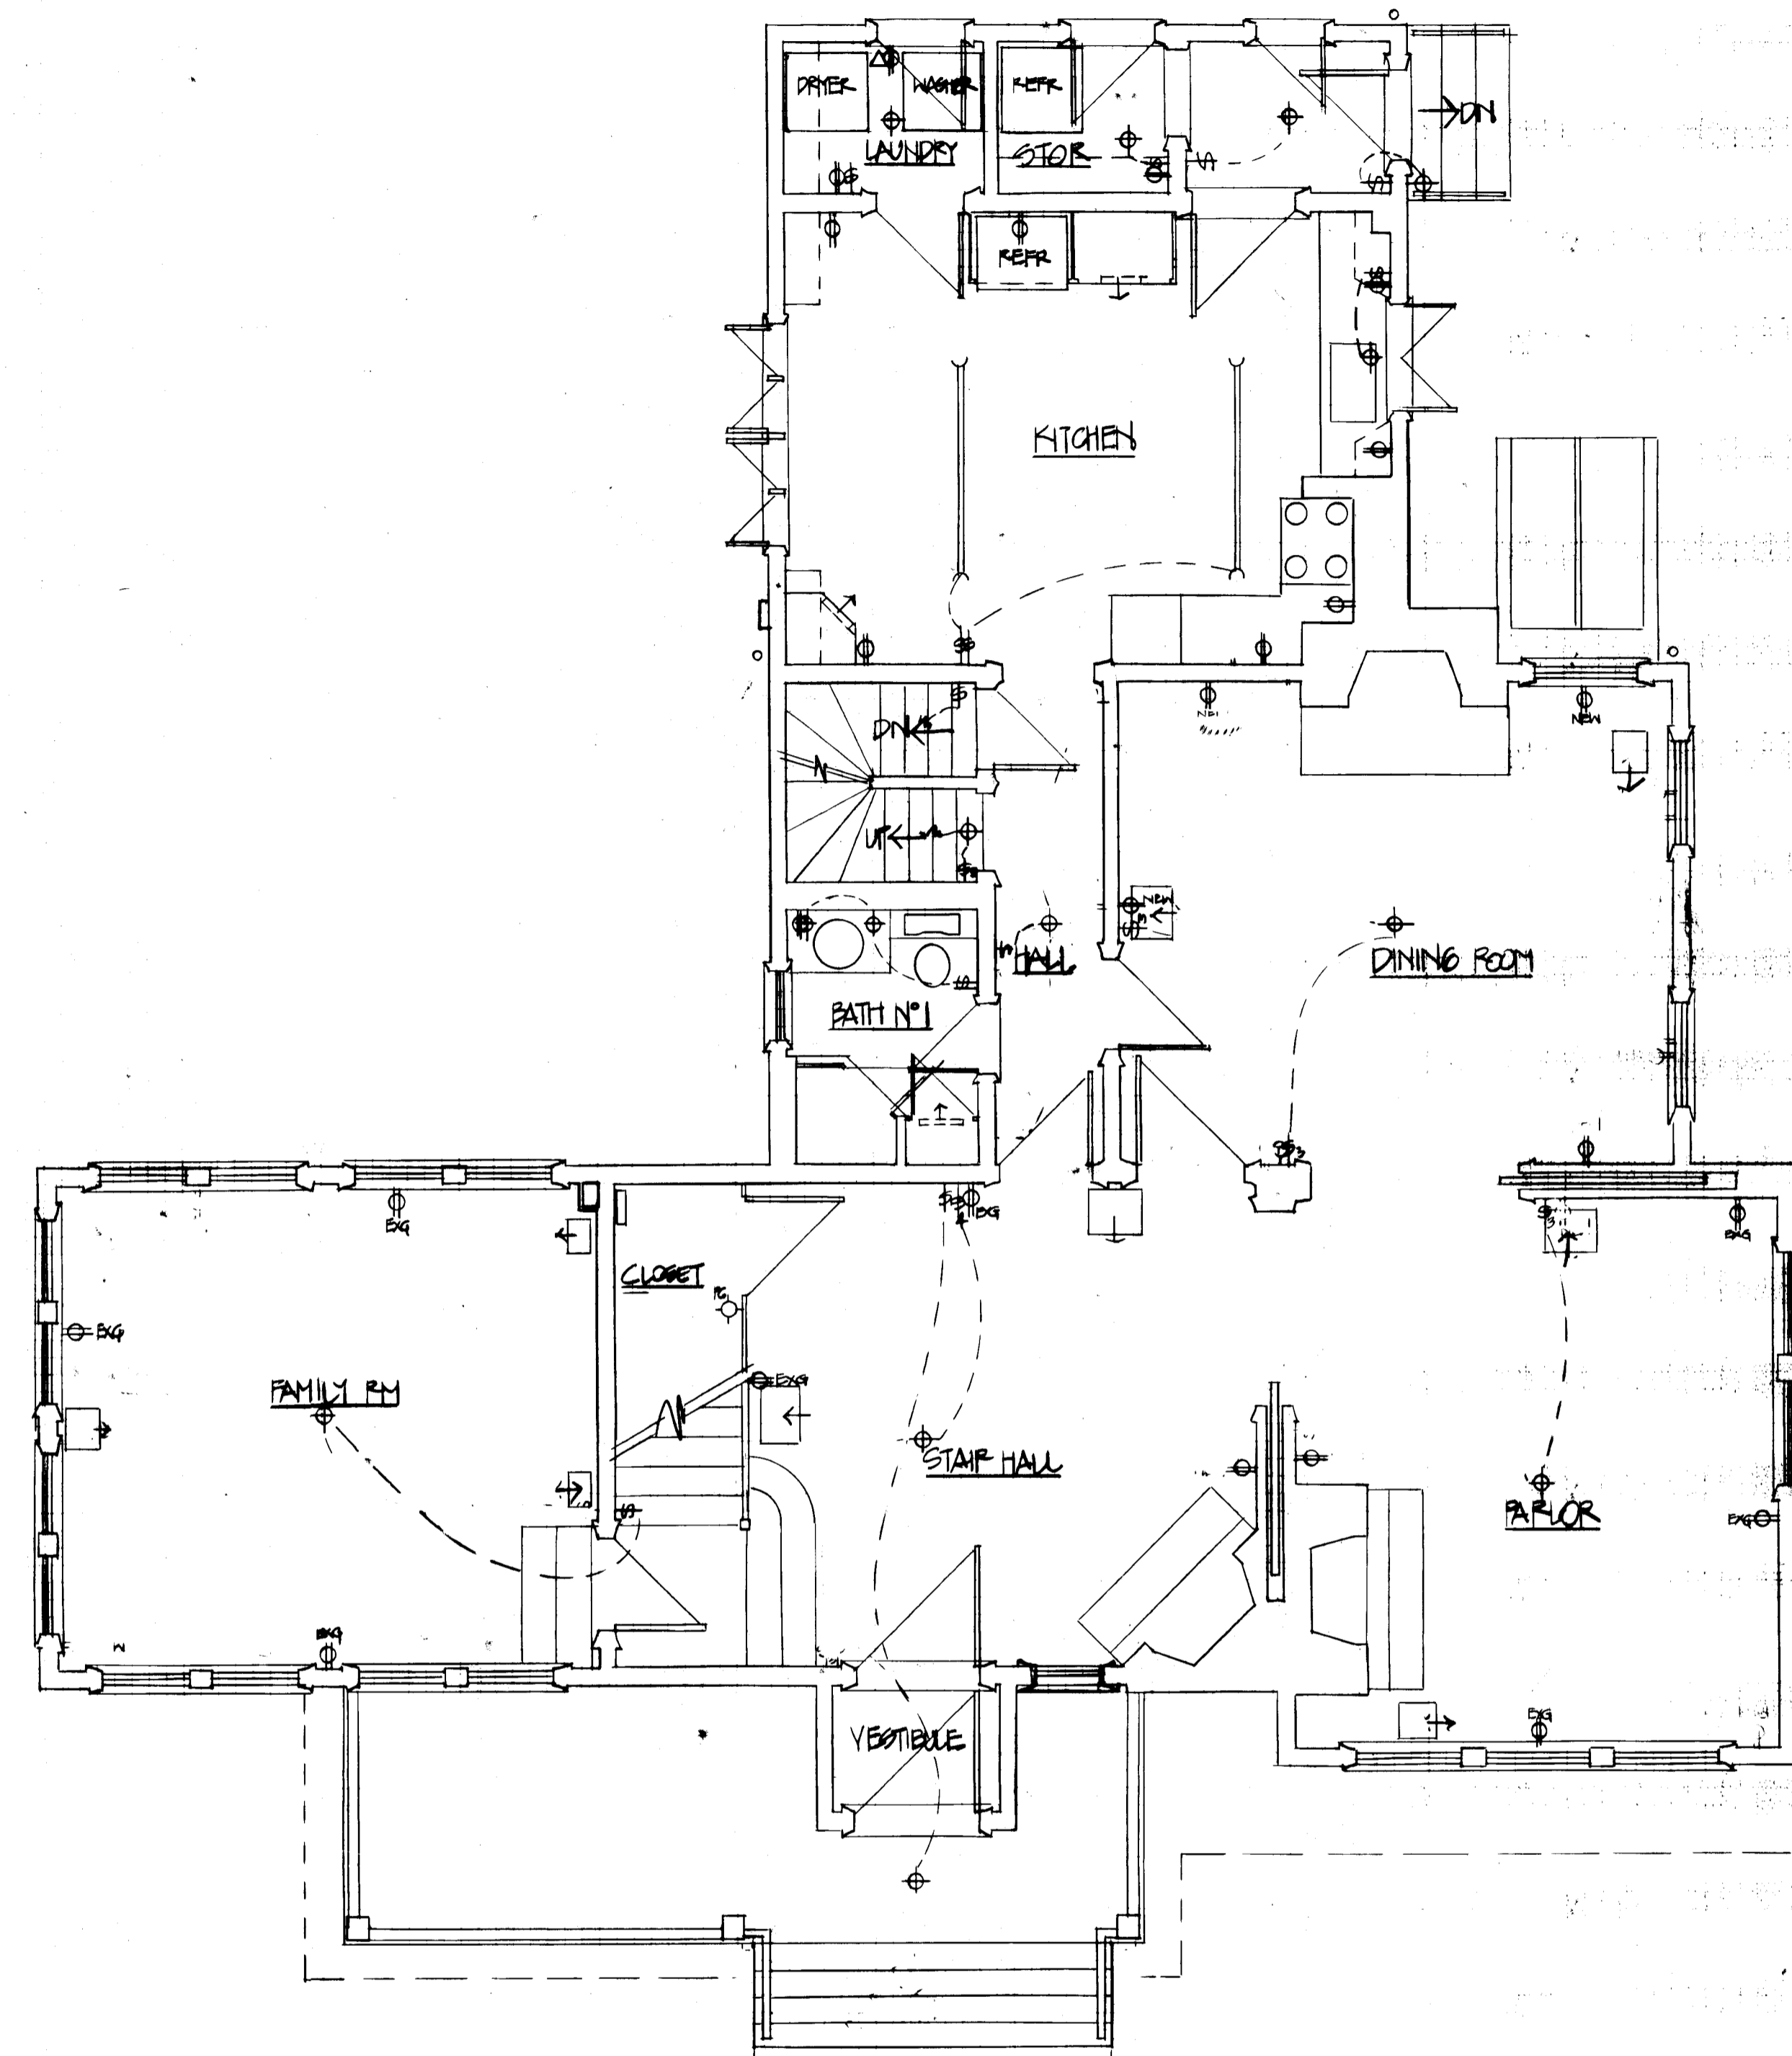 DRYER
WASHER
REFR
LAUNDRY
STOR
DN
REFR
KITCHEN
NEW
DN
UP
NEW
HALL
DINING ROOM
BATH Nº1
EXG
EXG
CLOSET
EXG
EXG
FAMILY RM
EXG
STAIR HALL
PARLOR
EXG
EXG
EXG
VESTIBULE